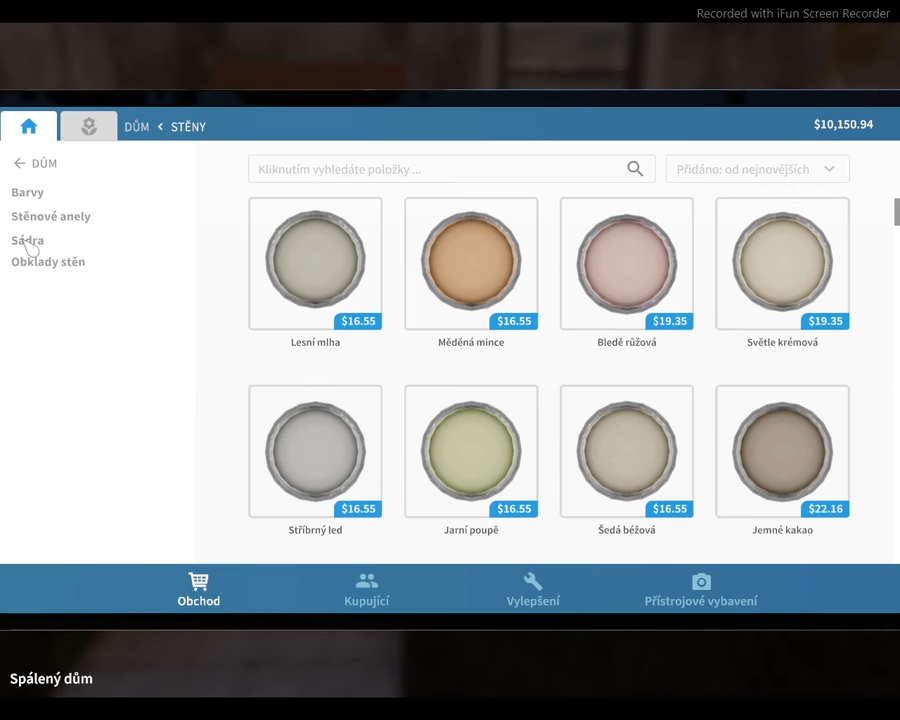 Recorded with iFun Screen Recorder
DŮM < STĚNY
$10,150.94
DŮM
Barvy
Stěnové anely
Sádra
Obklady stěn
Kliknutím vyhledáte položky ...
Přidáno: od nejnovějších
$16.55
$16.55
$19.35
$19.35
Lesní mlha
Měděná mince
Bledě růžová
Světle krémová
$16.55
$16.55
$16.55
$22.16
Stříbrný led
Jarní poupě
Šedá béžová
Jemné kakao
Obchod
Kupující
Vylepšení
Přístrojové vybavení
Spálený dům